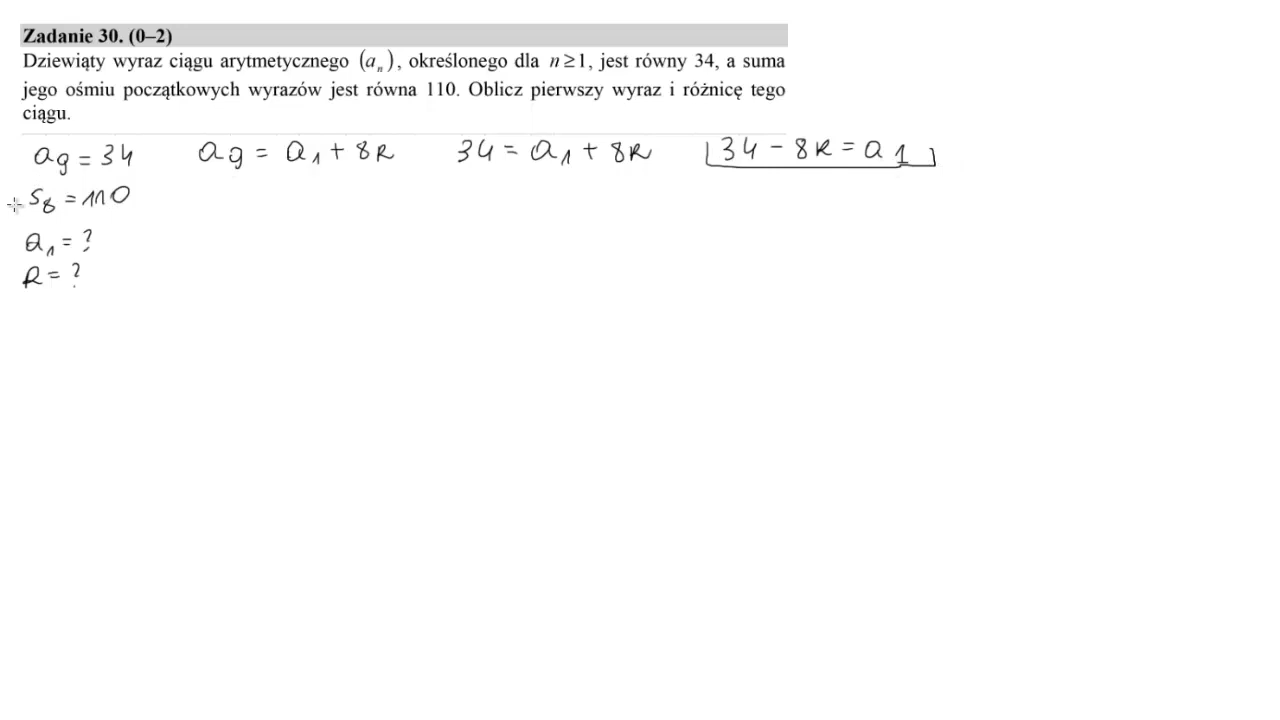 Zadanie 30. (0–2)
Dziewiąty wyraz ciągu arytmetycznego (aₙ), określonego dla n≥1, jest równy 34, a suma
jego ośmiu początkowych wyrazów jest równa 110. Oblicz pierwszy wyraz i różnicę tego
ciągu.
a₉ = 34 a₉ = a₁ + 8R 34 = a₁ + 8R 34 - 8R = a₁
S₈ = 110
a₁ = ?
R = ?